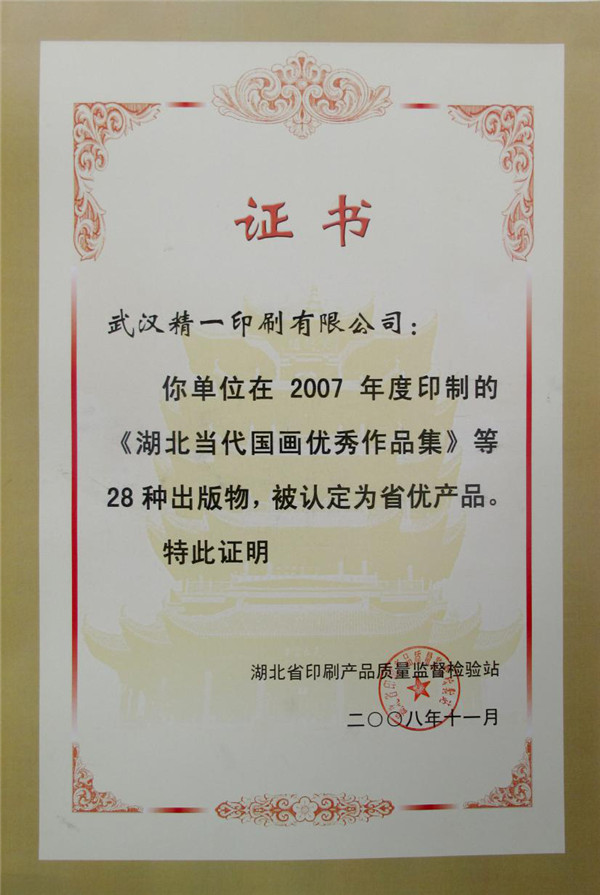 证书
武汉精一印刷有限公司：
你单位在 2007 年度印制的
《湖北当代国画优秀作品集》等
28种出版物，被认定为省优产品。
特此证明
湖北省印刷产品质量监督检验站
二〇〇八年十一月